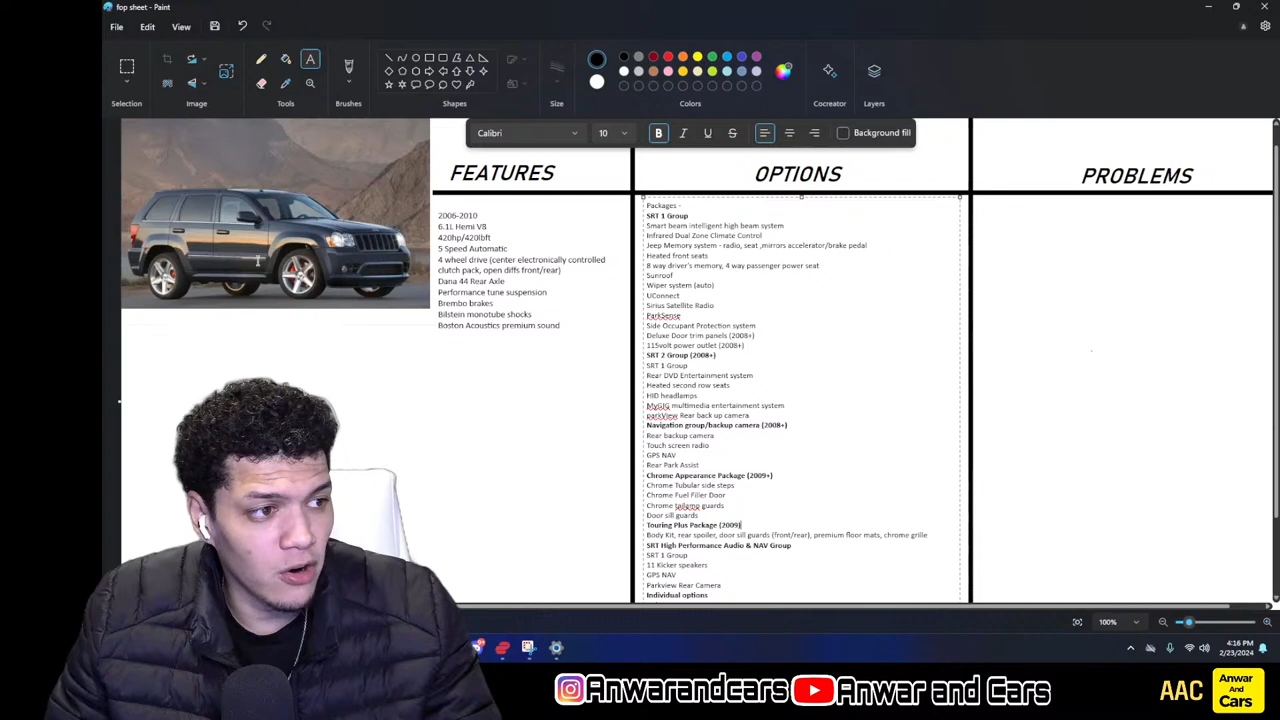 fop sheet - Paint
File
Edit
View
Selection
Image
Tools
Brushes
Shapes
Size
Colors
Cocreator
Layers
Calibri
10
Background fill
FEATURES
2006-2010
6.1L Hemi V8
420hp/420lbft
5 Speed Automatic
4 wheel drive (center electronically controlled
clutch pack, open diffs front/rear)
Dana 44 Rear Axle
Performance tune suspension
Brembo brakes
Bilstein monotube shocks
Boston Acoustics premium sound
OPTIONS
Packages -
SRT 1 Group
Smart beam intelligent high beam system
Infrared Dual Zone Climate Control
Jeep Memory system - radio, seat ,mirrors accelerator/brake pedal
Heated front seats
8 way driver's memory, 4 way passenger power seat
Sunroof
Wiper system (auto)
UConnect
Sirius Satellite Radio
ParkSense
Side Occupant Protection system
Deluxe Door trim panels (2008+)
115volt power outlet (2008+)
SRT 2 Group (2008+)
SRT 1 Group
Rear DVD Entertainment system
Heated second row seats
HID headlamps
MyGIG multimedia entertainment system
parkView Rear back up camera
Navigation group/backup camera (2008+)
Rear backup camera
Touch screen radio
GPS NAV
Rear Park Assist
Chrome Appearance Package (2009+)
Chrome Tubular side steps
Chrome Fuel Filler Door
Chrome tailamp guards
Door sill guards
Touring Plus Package (2009)
Body Kit, rear spoiler, door sill guards (front/rear), premium floor mats, chrome grille
SRT High Performance Audio & NAV Group
SRT 1 Group
11 Kicker speakers
GPS NAV
Parkview Rear Camera
Individual options
PROBLEMS
100%
4:16 PM
2/23/2024
Anwarandcars
Anwar and Cars
AAC
Anwar
And
Cars